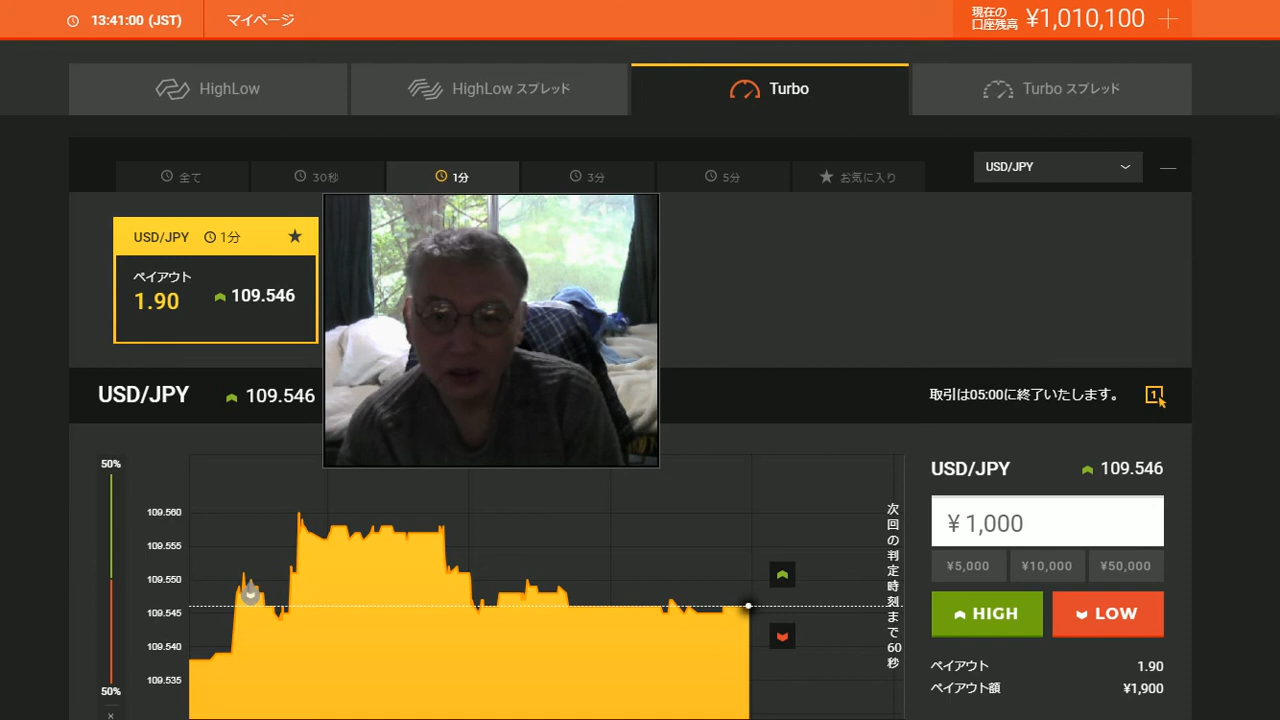 13:41:00 (JST)
マイページ
現在の
口座残高
¥1,010,100
HighLow
HighLow スプレッド
Turbo
Turbo スプレッド
全て
30秒
1分
3分
5分
お気に入り
USD/JPY
USD/JPY 1分
ペイアウト
1.90
109.546
USD/JPY 109.546
取引は05:00に終了いたします。
1
50%
109.560
109.555
109.550
109.545
109.540
109.535
50%
次回の判定時刻まで60秒
USD/JPY 109.546
¥ 1,000
¥5,000
¥10,000
¥50,000
HIGH
LOW
ペイアウト 1.90
ペイアウト額 ¥1,900